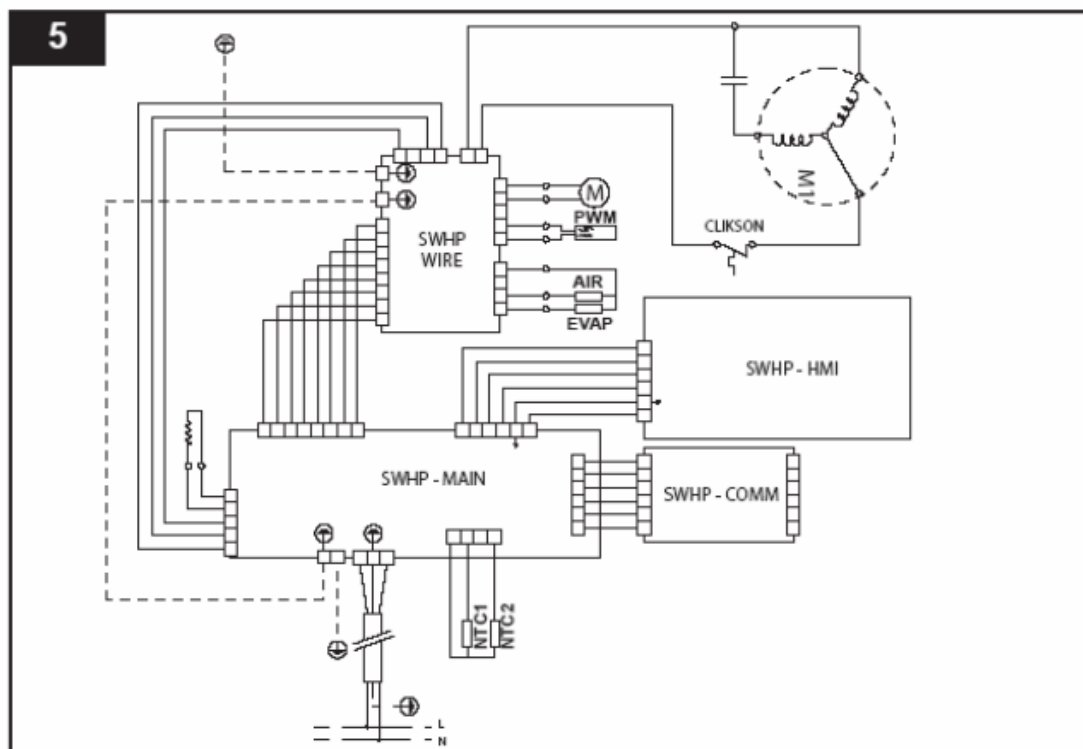 5
M1
M
PWM
CLIKSON
SWHP
WIRE
AIR
EVAP
SWHP - HMI
SWHP - MAIN
SWHP - COMM
NTC1
NTC2
L
N